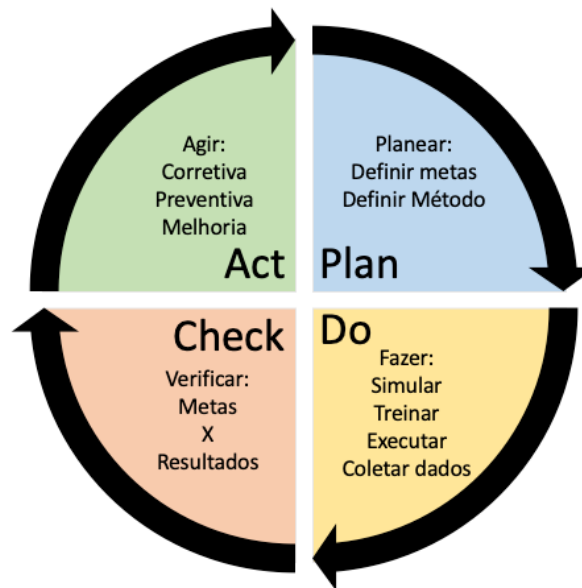 Agir:
Corretiva
Preventiva
Melhoria
Act
Planear:
Definir metas
Definir Método
Plan
Check
Verificar:
Metas
X
Resultados
Do
Fazer:
Simular
Treinar
Executar
Coletar dados